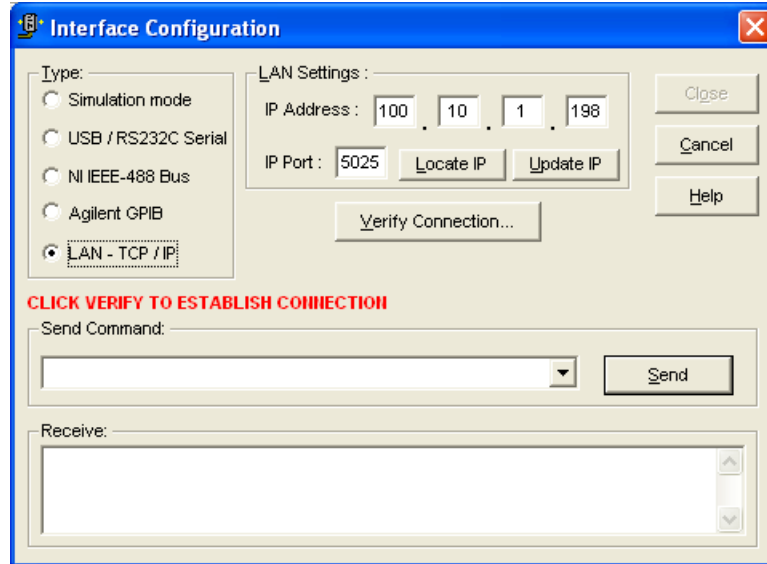 Interface Configuration
Type:
Simulation mode
USB / RS232C Serial
NI IEEE-488 Bus
Agilent GPIB
LAN - TCP / IP
LAN Settings :
IP Address : 100 . 10 . 1 . 198
IP Port : 5025 Locate IP Update IP
Verify Connection...
Close
Cancel
Help
CLICK VERIFY TO ESTABLISH CONNECTION
Send Command:
Send
Receive: